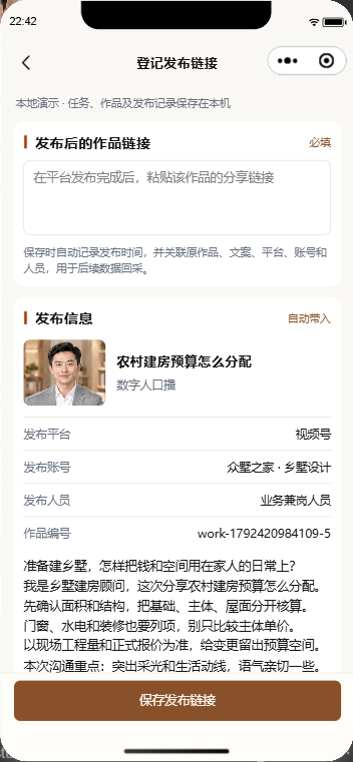 22:42
登记发布链接
本地演示 · 任务、作品及发布记录保存在本机
发布后的作品链接
必填
在平台发布完成后，粘贴该作品的分享链接
保存时自动记录发布时间，并关联原作品、文案、平台、账号和
人员，用于后续数据回采。
发布信息
自动带入
农村建房预算怎么分配
数字人口播
发布平台
视频号
发布账号
众墅之家 · 乡墅设计
发布人员
业务兼岗人员
作品编号
work-1792420984109-5
准备建乡墅，怎样把钱和空间用在家人的日常上？
我是乡墅建房顾问，这次分享农村建房预算怎么分配。
先确认面积和结构，把基础、主体、屋面分开核算。
门窗、水电和装修也要列项，别只比较主体单价。
以现场工程量和正式报价为准，给变更留出预算空间。
本次沟通重点：突出采光和生活动线，语气亲切一些。
保存发布链接